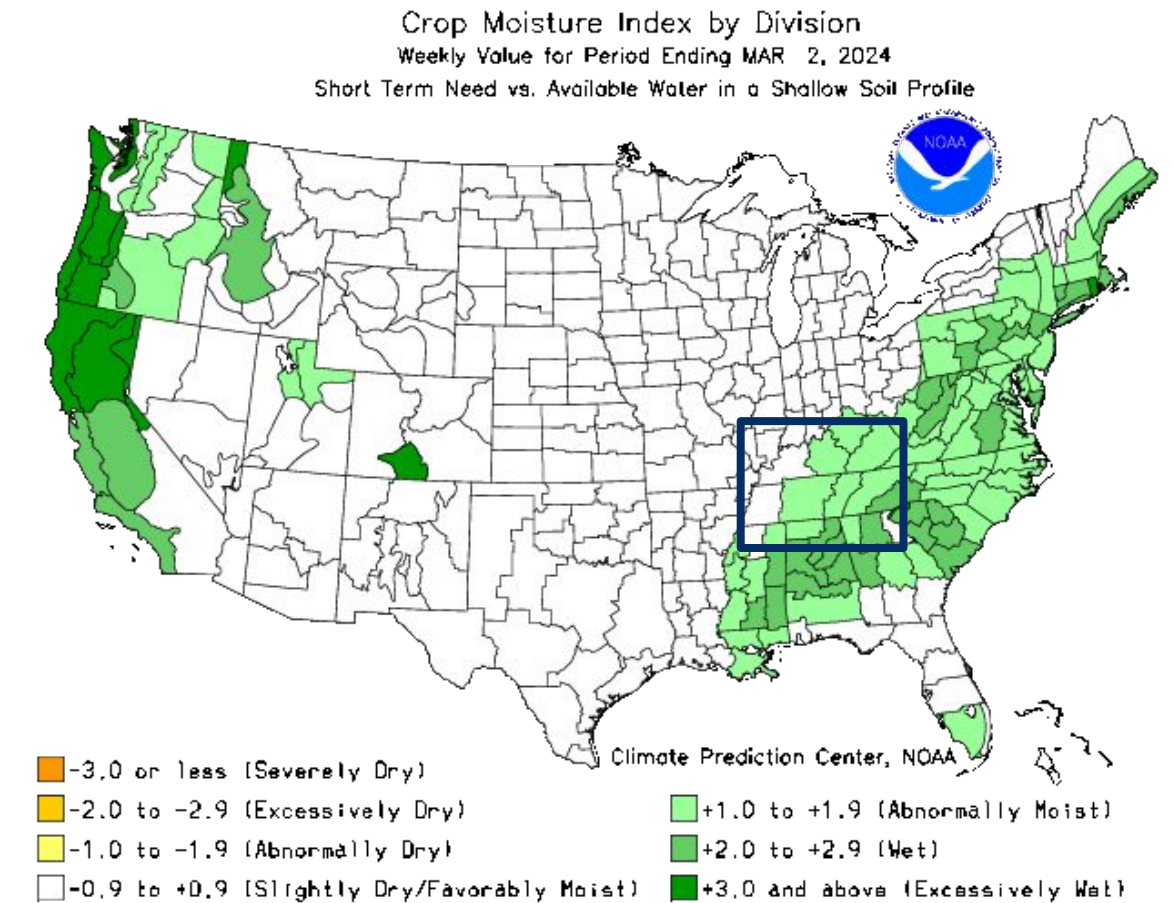 Crop Moisture Index by Division
Weekly Value for Period Ending MAR 2, 2024
Short Term Need vs. Available Water in a Shallow Soil Profile
NOAA
Climate Prediction Center, NOAA
-3.0 or less (Severely Dry)
-2.0 to -2.9 (Excessively Dry)
-1.0 to -1.9 (Abnormally Dry)
-0.9 to +0.9 (Slightly Dry/Favorably Moist)
+1.0 to +1.9 (Abnormally Moist)
+2.0 to +2.9 (Wet)
+3.0 and above (Excessively Wet)